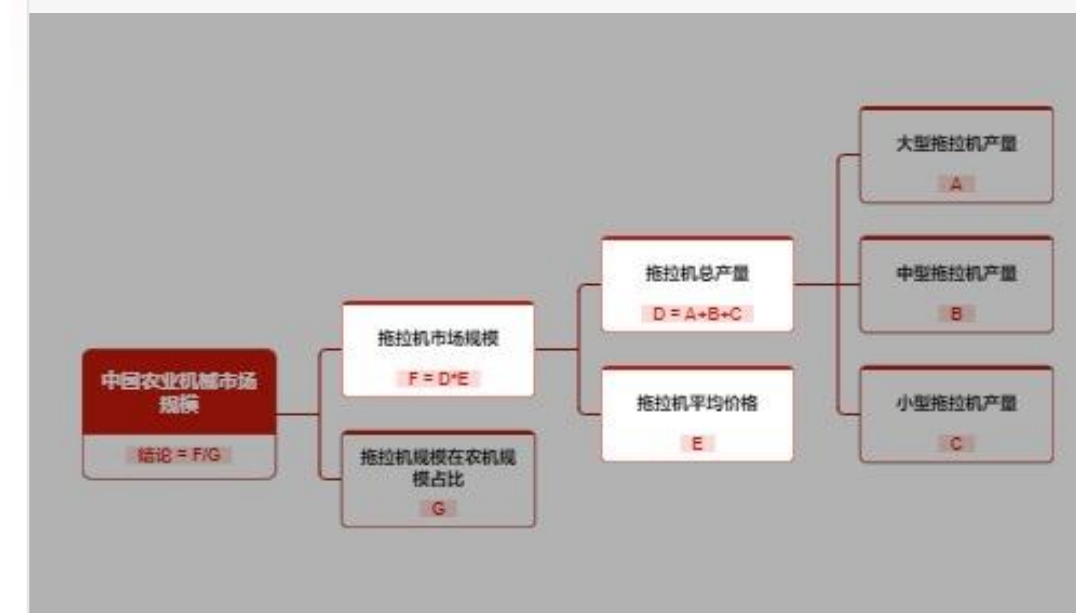 大型拖拉机产量
A
拖拉机总产量
D = A+B+C
中型拖拉机产量
B
拖拉机市场规模
F = D*E
中国农业机械市场
规模
结论 = F/G
拖拉机平均价格
E
小型拖拉机产量
C
拖拉机规模在农机规
模占比
G